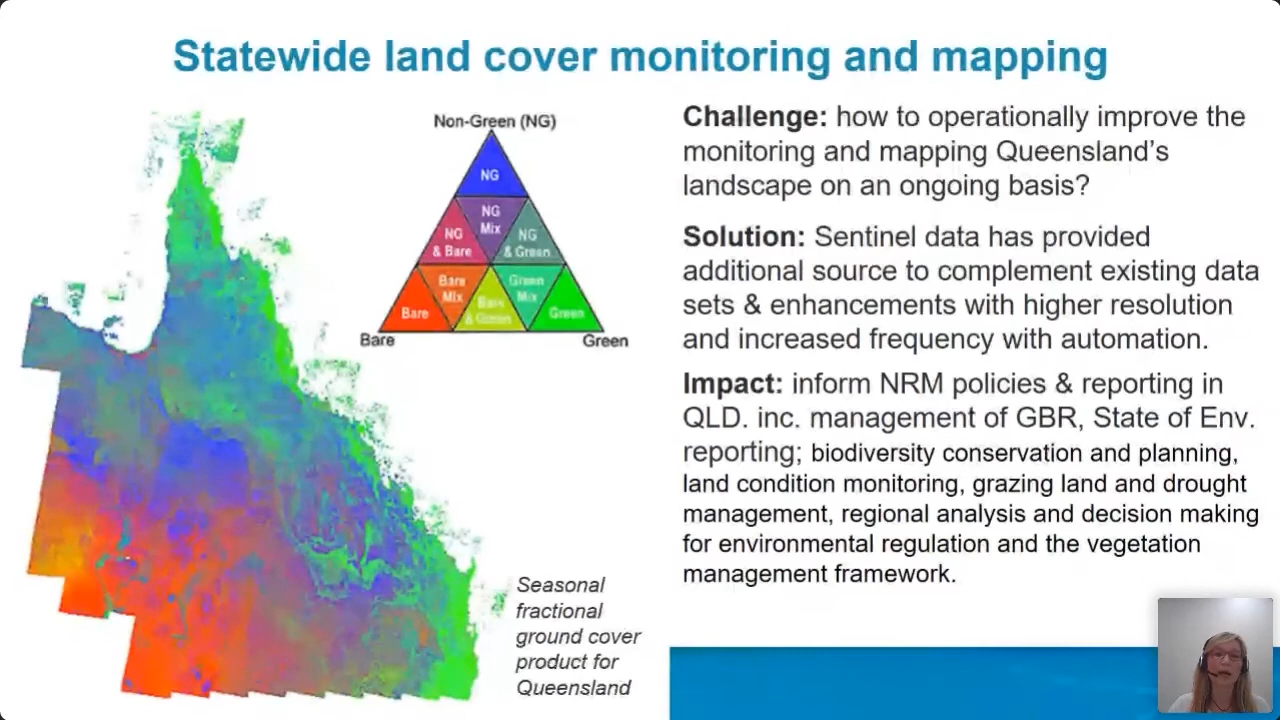 Statewide land cover monitoring and mapping
Non-Green (NG)
NG
NG
Mix
NG
& Bare
NG
& Green
Bare
Mix
Green
Mix
Bare
Bare
& Green
Green
Bare
Green
Seasonal
fractional
ground cover
product for
Queensland
Challenge: how to operationally improve the
monitoring and mapping Queensland's
landscape on an ongoing basis?
Solution: Sentinel data has provided
additional source to complement existing data
sets & enhancements with higher resolution
and increased frequency with automation.
Impact: inform NRM policies & reporting in
QLD. inc. management of GBR, State of Env.
reporting; biodiversity conservation and planning,
land condition monitoring, grazing land and drought
management, regional analysis and decision making
for environmental regulation and the vegetation
management framework.